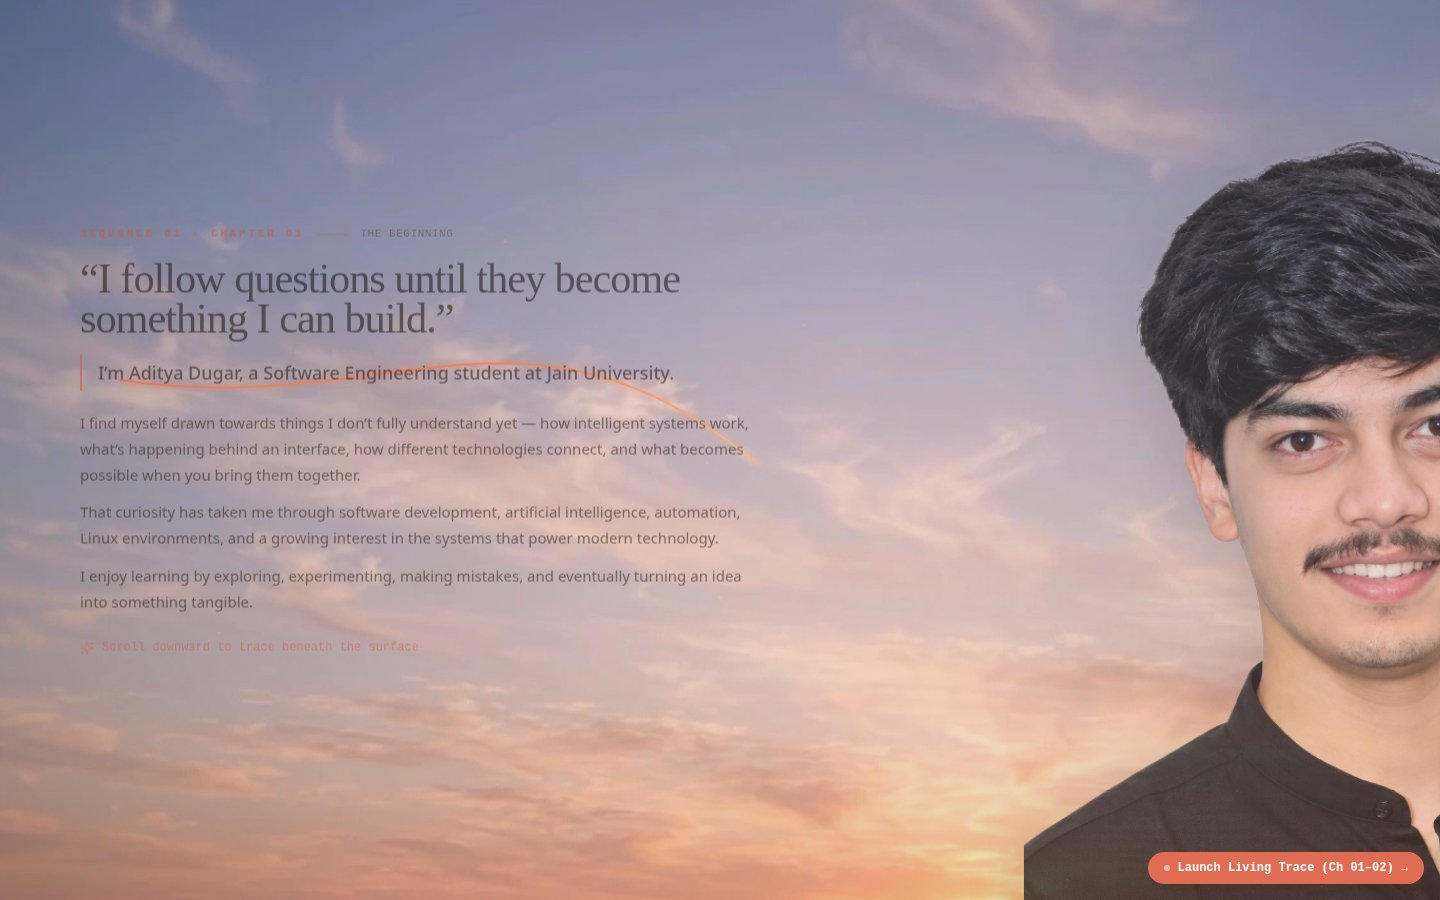 SEQUENCE 01 · CHAPTER 01 THE BEGINNING
“I follow questions until they become
something I can build.”
I’m Aditya Dugar, a Software Engineering student at Jain University.
I find myself drawn towards things I don’t fully understand yet — how intelligent systems work,
what’s happening behind an interface, how different technologies connect, and what becomes
possible when you bring them together.
That curiosity has taken me through software development, artificial intelligence, automation,
Linux environments, and a growing interest in the systems that power modern technology.
I enjoy learning by exploring, experimenting, making mistakes, and eventually turning an idea
into something tangible.
Scroll downward to trace beneath the surface
Launch Living Trace (Ch 01–02) →